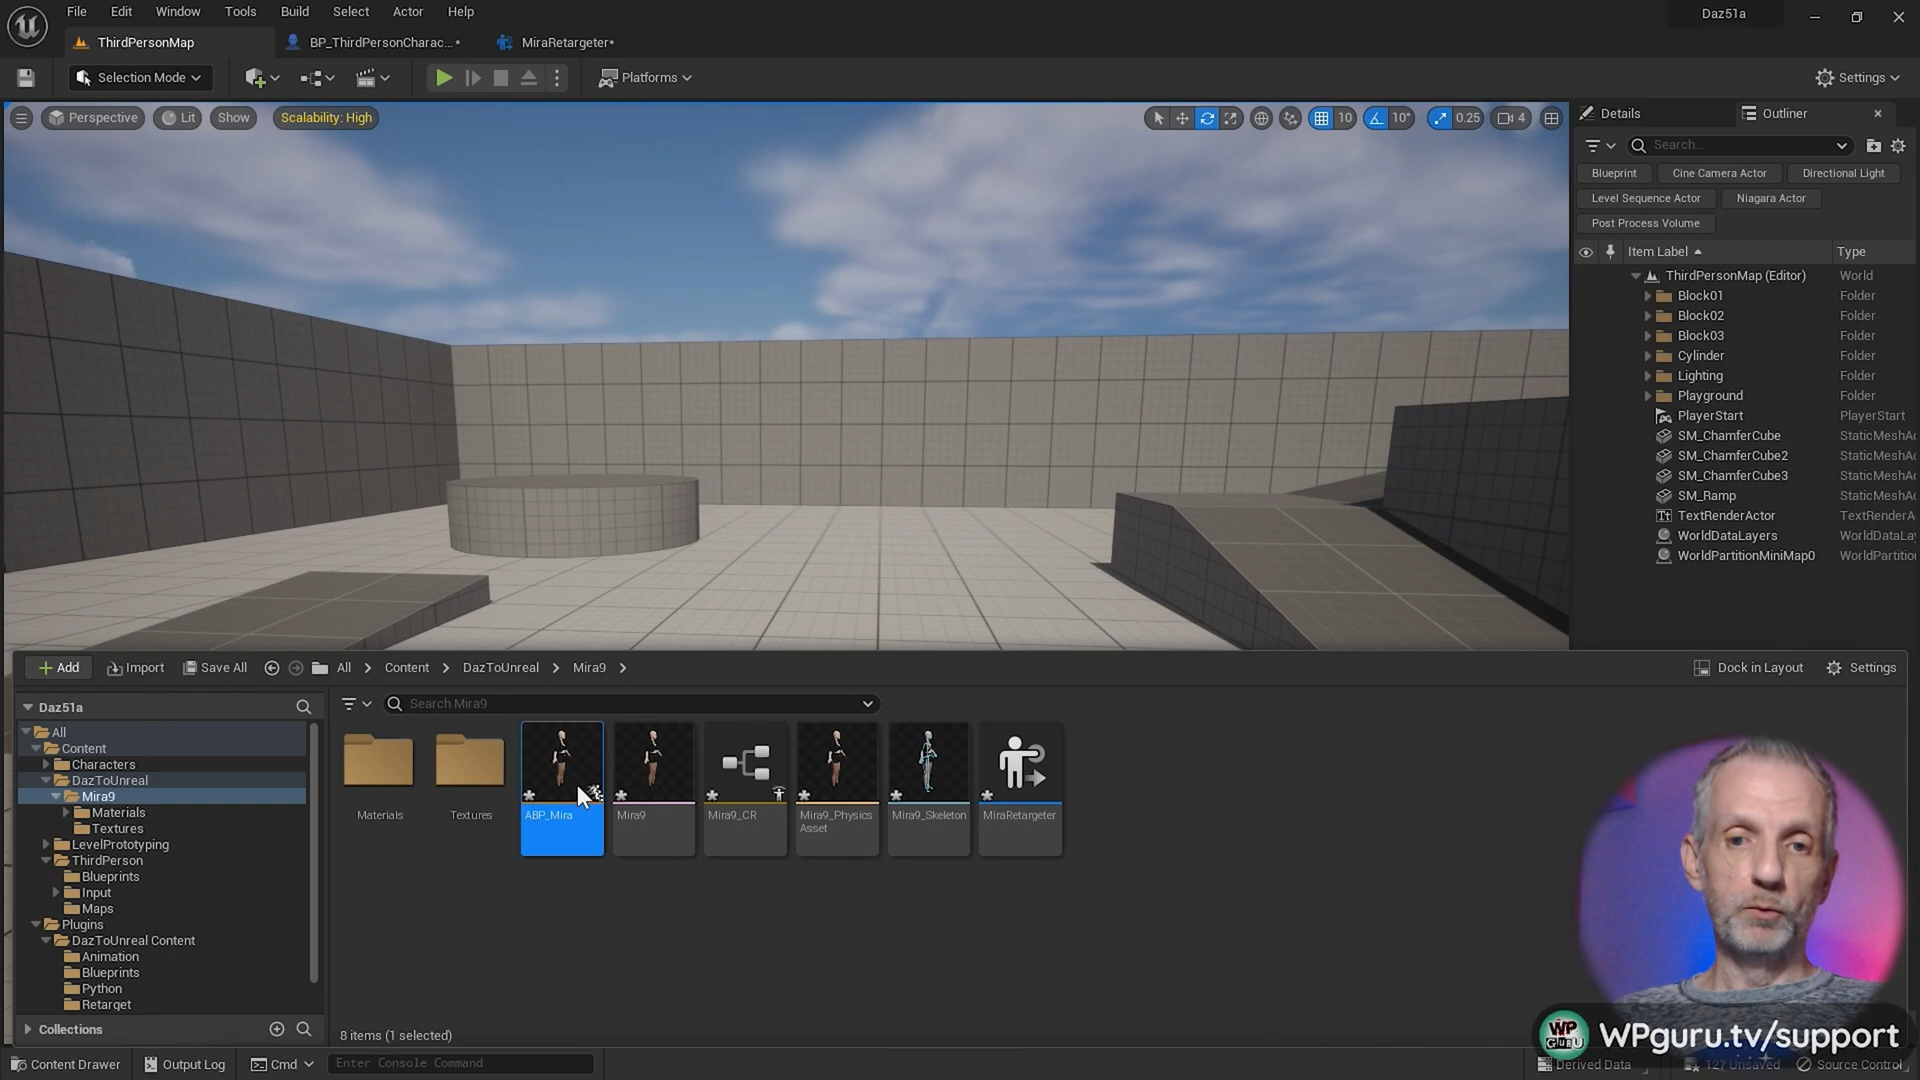 File Edit Window Tools Build Select Actor Help
Daz51a
ThirdPersonMap
BP_ThirdPersonCharac...*
MiraRetargeter*
Selection Mode
Platforms
Settings
Perspective
Lit
Show
Scalability: High
10
10°
0.25
4
Details
Outliner
Search...
Blueprint
Cine Camera Actor
Directional Light
Level Sequence Actor
Niagara Actor
Post Process Volume
Item Label
Type
ThirdPersonMap (Editor) World
Block01 Folder
Block02 Folder
Block03 Folder
Cylinder Folder
Lighting Folder
Playground Folder
PlayerStart PlayerStart
SM_ChamferCube StaticMeshAc
SM_ChamferCube2 StaticMeshAc
SM_ChamferCube3 StaticMeshAc
SM_Ramp StaticMeshAc
TextRenderActor TextRenderA
WorldDataLayers WorldDataLay
WorldPartitionMiniMap0 WorldPartitio
Add
Import
Save All
All
Content
DazToUnreal
Mira9
Dock in Layout
Settings
Daz51a
All
Content
Characters
DazToUnreal
Mira9
Materials
Textures
LevelPrototyping
ThirdPerson
Blueprints
Input
Maps
Plugins
DazToUnreal Content
Animation
Blueprints
Python
Retarget
Collections
Search Mira9
Materials
Textures
ABP_Mira
Mira9
Mira9_CR
Mira9_Physics
Asset
Mira9_Skeleton
MiraRetargeter
8 items (1 selected)
WP
GURU
WPguru.tv/support
Content Drawer
Output Log
Cmd
Enter Console Command
Derived Data
127 Unsaved
Source Control